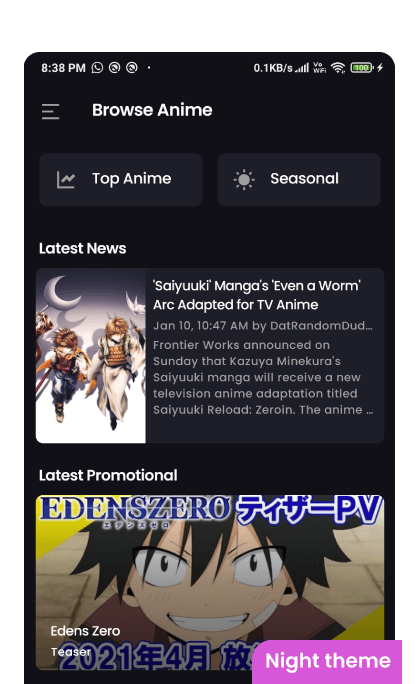 8:38 PM
0.1KB/s
Vo
WiFi
100
Browse Anime
Top Anime
Seasonal
Latest News
'Saiyuuki' Manga's 'Even a Worm'
Arc Adapted for TV Anime
Jan 10, 10:47 AM by DatRandomDud...
Frontier Works announced on
Sunday that Kazuya Minekura's
Saiyuuki manga will receive a new
television anime adaptation titled
Saiyuuki Reload: Zeroin. The anime ...
Latest Promotional
EDENSZERO ティザーPV
エデンズゼロ
Edens Zero
Teaser
2021年4月 放
Night theme